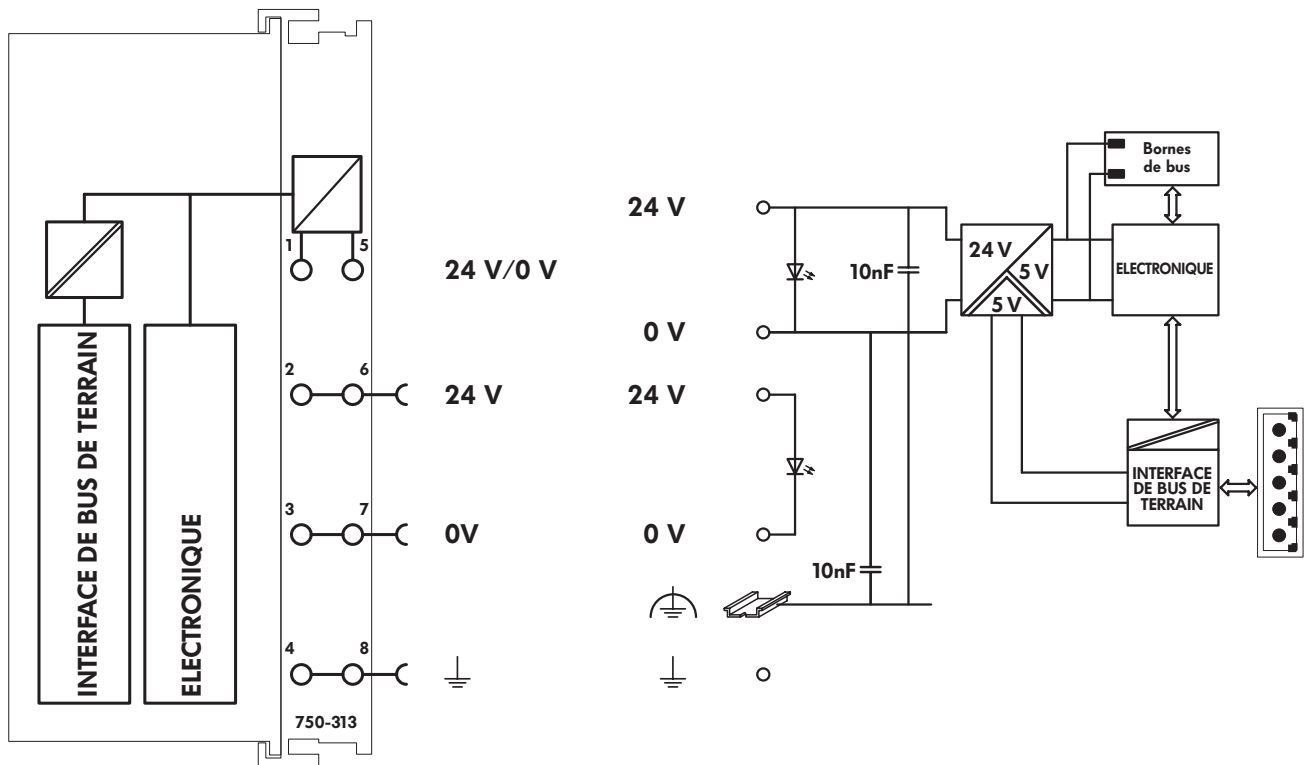 INTERFACE DE BUS DE TERRAIN
ELECTRONIQUE
1
5
24 V/0 V
2
6
24 V
3
7
0V
4
8
750-313
24 V
0 V
24 V
0 V
10nF
10nF
24 V
5 V
5 V
Bornes
de bus
ELECTRONIQUE
INTERFACE
DE BUS DE
TERRAIN